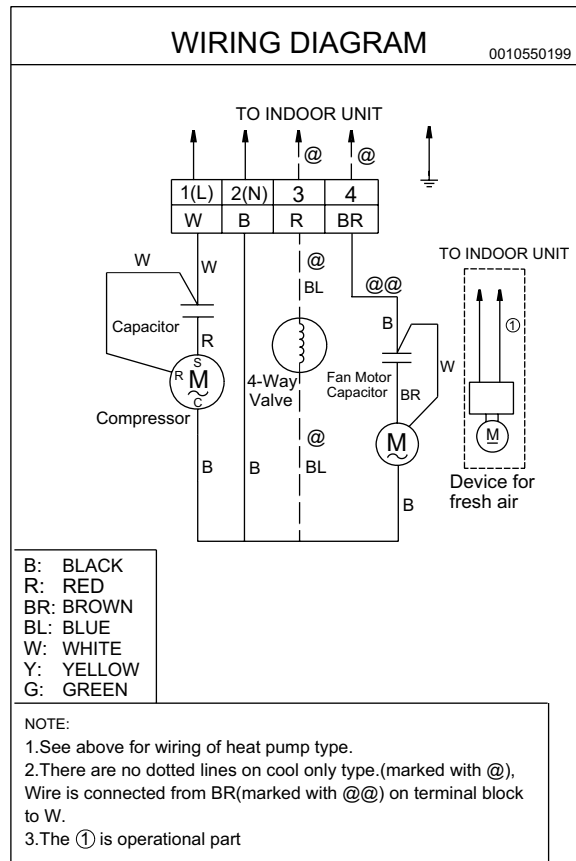 WIRING DIAGRAM
0010550199
TO INDOOR UNIT
@ @
1(L) 2(N) 3 4
W B R BR
TO INDOOR UNIT
W W @ @@
BL
①
B
Capacitor
R
S
R M
C
Compressor
4-Way
Valve
Fan Motor
Capacitor
W
BR
M
M
@
B B BL
B
Device for
fresh air
B: BLACK
R: RED
BR: BROWN
BL: BLUE
W: WHITE
Y: YELLOW
G: GREEN
NOTE:
1.See above for wiring of heat pump type.
2.There are no dotted lines on cool only type.(marked with @),
Wire is connected from BR(marked with @@) on terminal block
to W.
3.The ① is operational part